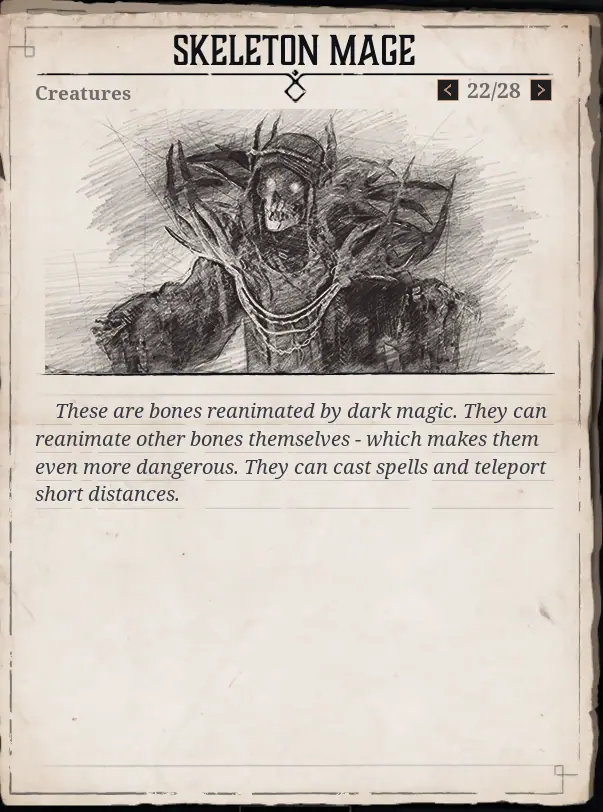 SKELETON MAGE
Creatures
22/28
These are bones reanimated by dark magic. They can
reanimate other bones themselves - which makes them
even more dangerous. They can cast spells and teleport
short distances.